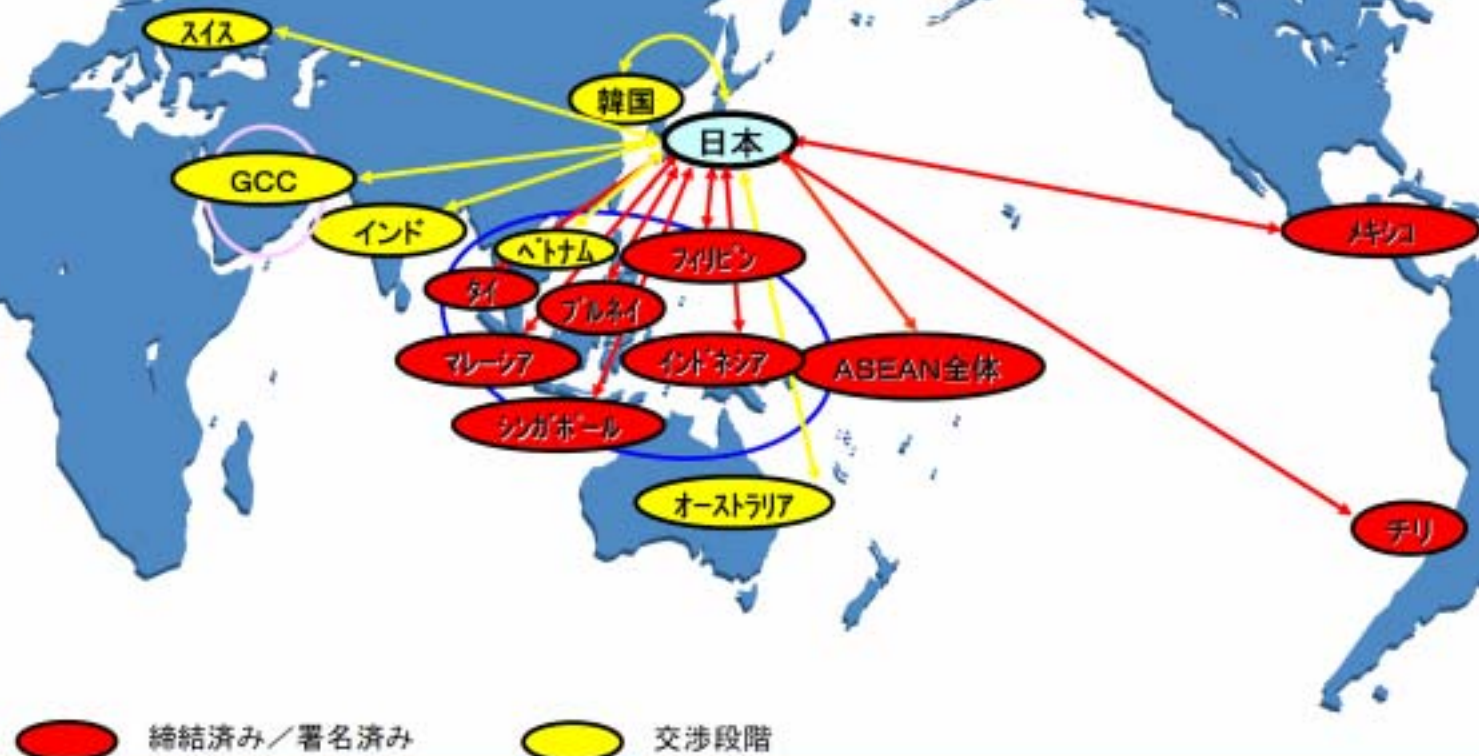 スイス
韓国
日本
GCC
インド
ベトナム
フィリピン
メキシコ
タイ
ブルネイ
マレーシア
インドネシア
ASEAN全体
シンガポール
オーストラリア
チリ
締結済み／署名済み
交渉段階